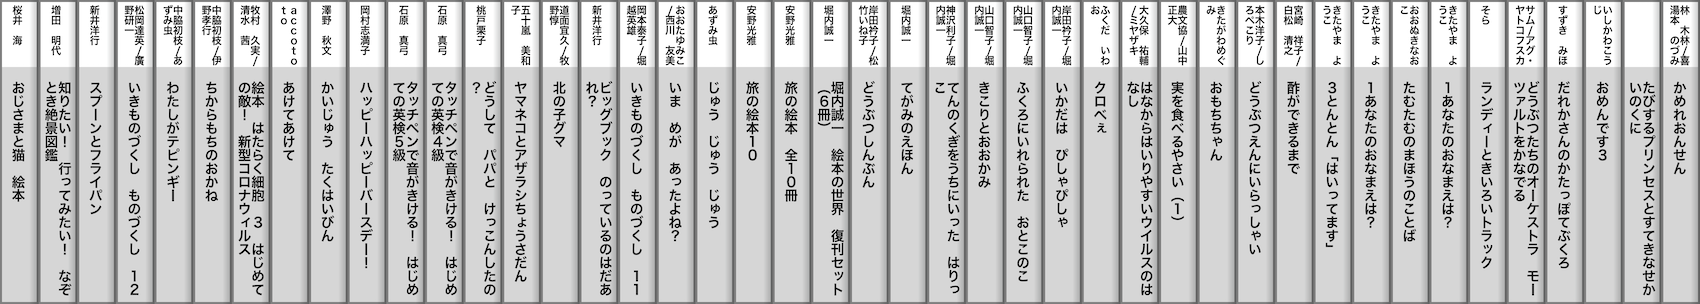 林　木林/喜
湯本　のづみ
かめれおんせん
たびするプリンセスとすてきなせか
いのくに
いしかわこう
じ
おめんです３
すずき　みほ
だれかさんのかたっぽてぶくろ
サム/アグ・
ヤトコフスカ
どうぶつたちのオーケストラ　モー
ツァルトをかなでる
そら
ランディーときいろいトラック
きたやま　よ
うこ
１あなたのおなまえは？
おおぬきなお
こ
たむたむのまほうのことば
きたやま　よ
うこ
１あなたのおなまえは？
きたやま　よ
うこ
３とんとん「はいってます」
宮崎　祥子/
白松　清之
酢ができるまで
本木洋子/し
ろぺこり
どうぶつえんにいらっしゃい
きたがわめぐ
み
おもちちゃん
農文協/山中
正大
実を食べるやさい（１）
大久保　祐輔
/ミヤザキ
はなからはいりやすいウイルスのは
なし
ふくだ　いわ
お
クロべぇ
岸田衿子/堀
内誠一
いかだは　ぴしゃぴしゃ
山口智子/堀
内誠一
ふくろにいれられた　おとこのこ
山口智子/堀
内誠一
きこりとおおかみ
神沢利子/堀
内誠一
てんのくぎをうちにいった　はりっ
こ
堀内誠一
てがみのえほん
岸田衿子/松
竹いね子
どうぶつしんぶん
堀内誠一
堀内誠一　絵本の世界　復刊セット
（６冊）
安野光雅
旅の絵本　全１０冊
安野光雅
旅の絵本１０
あずみ虫
じゅう　じゅう　じゅう
おおたゆみこ
/西川　友美
いま　めが　あったよね？
岡本泰子/堀
越英雄
いきものづくし　ものづくし　１１
新井洋行
ビッグブック　のっているのはだあ
れ？
道面宜久/牧
野惇
北の子グマ
五十嵐　美和
子
ヤマネコとアザラシちょうさだん
桃戸栗子
どうして　パパと　けっこんしたの
？
石原　真弓
タッチペンで音がきける！　はじめ
ての英検４級
石原　真弓
タッチペンで音がきける！　はじめ
ての英検５級
岡村志満子
ハッピーハッピーバースデー！
澤野　秋文
かいじゅう　たくはいびん
accoto
to
あけてあけて
牧村　久実/
清水　茜
絵本　はたらく細胞　３　はじめて
の敵！　新型コロナウィルス
中脇初枝/伊
野孝行
ちからもちのおかね
中脇初枝/あ
ずみ虫
わたしがテピンギー
松岡達英/廣
野研一
いきものづくし　ものづくし　１２
新井洋行
スプーンとフライパン
増田　明代
知りたい！　行ってみたい！　なぞ
とき絶景図鑑
桜井　海
おじさまと猫　絵本